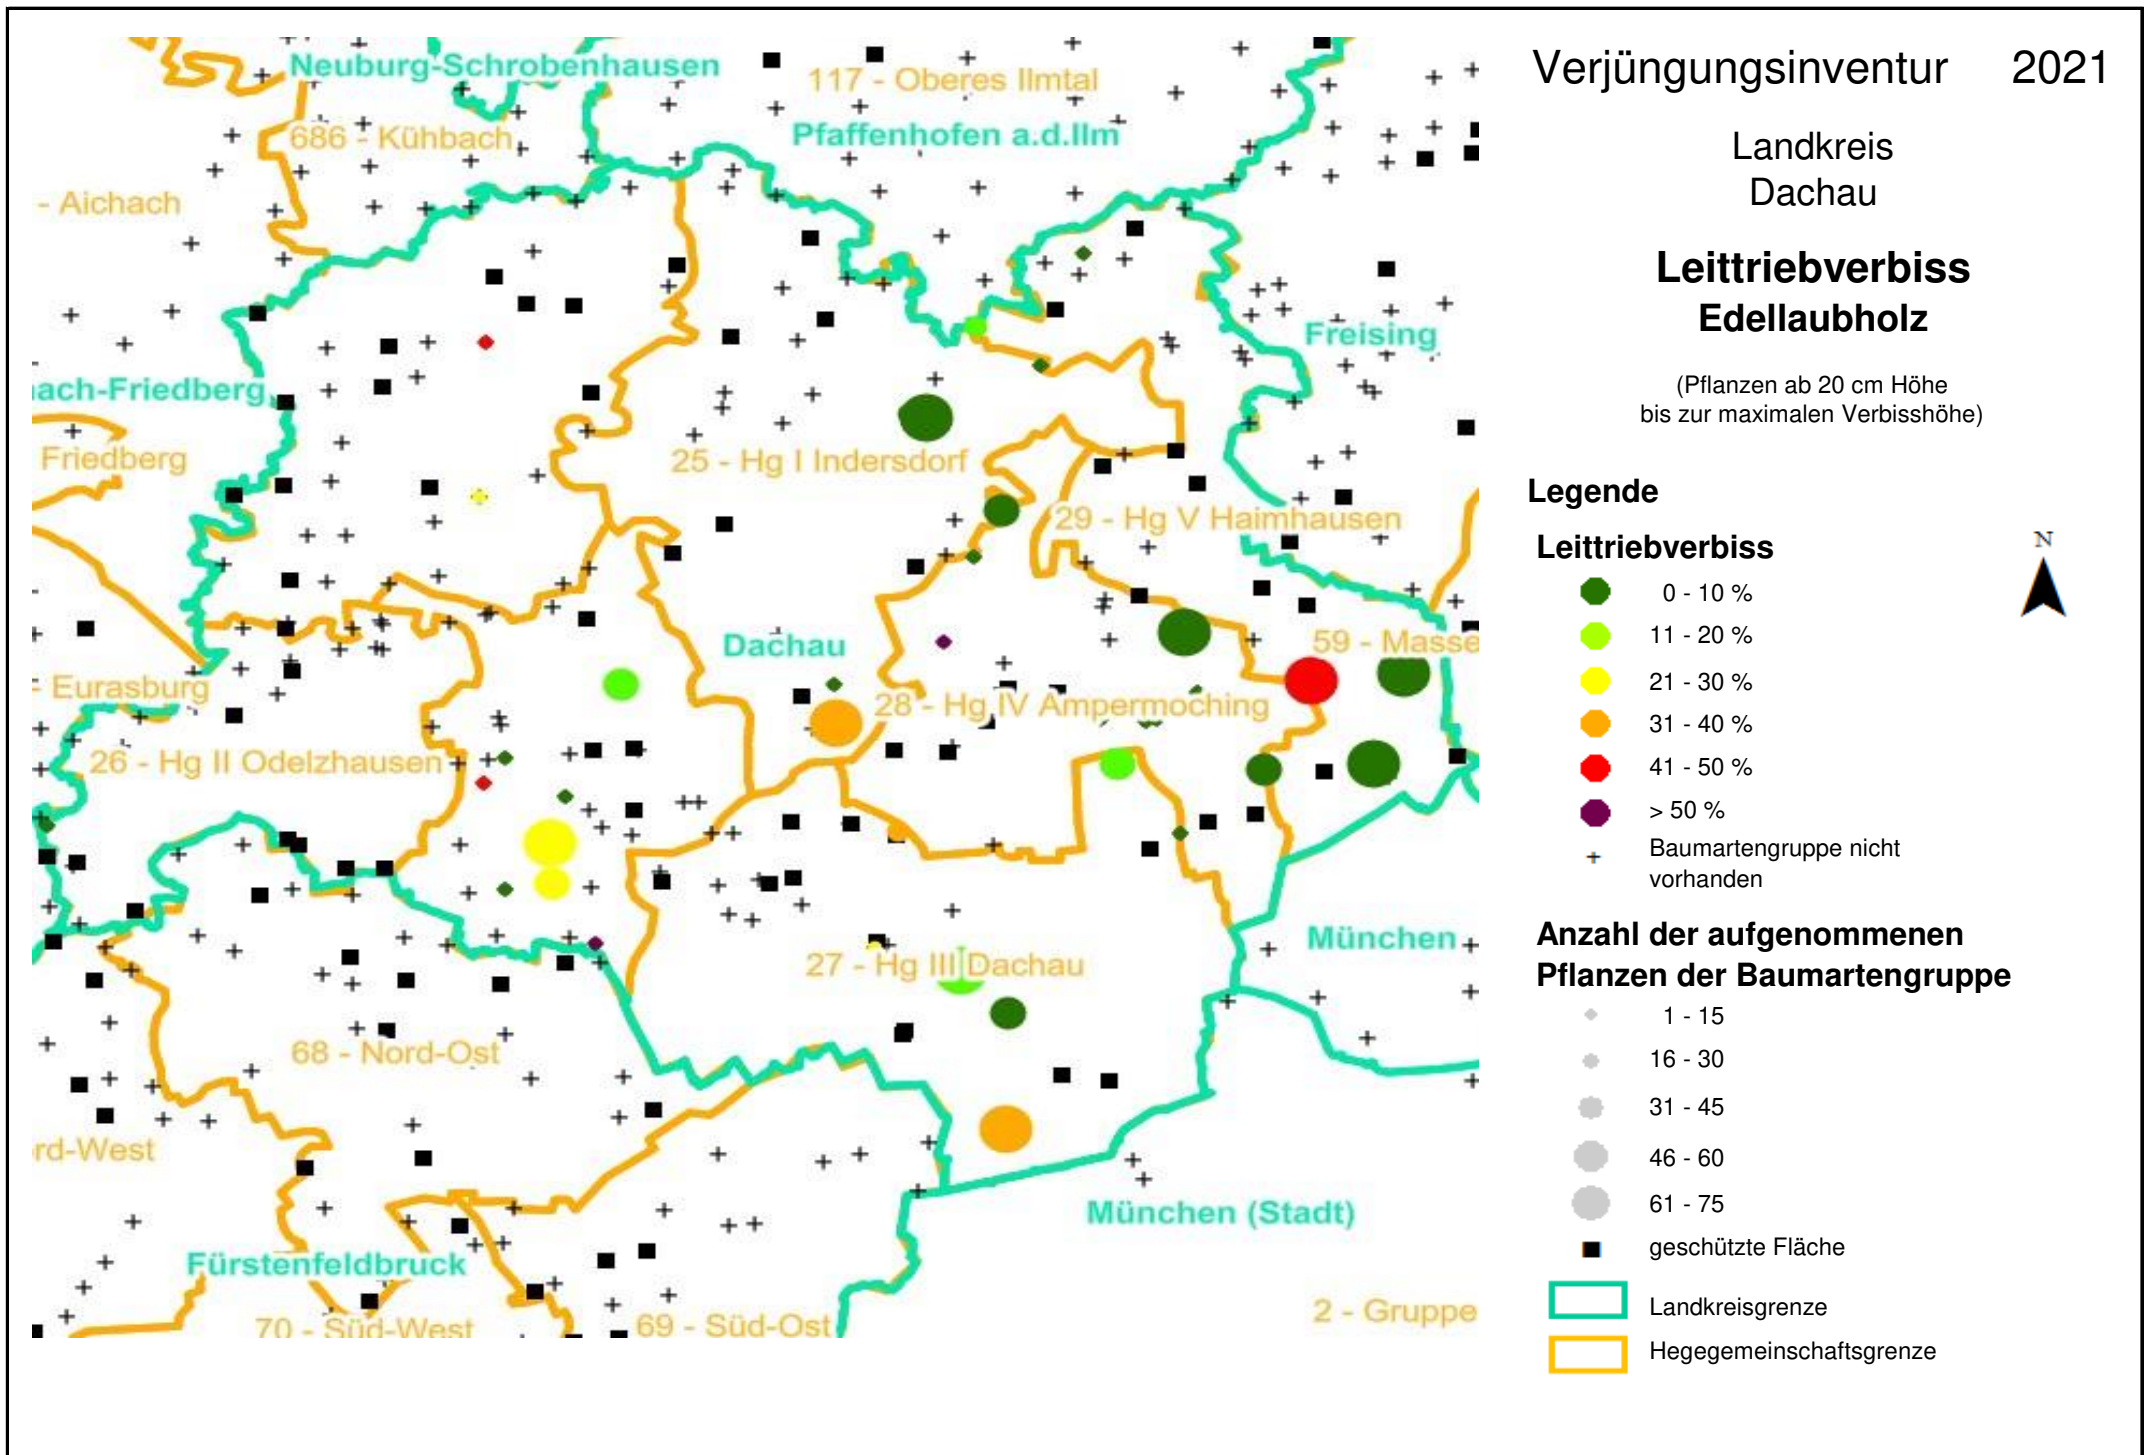 Verjüngungsinventur 2021
Landkreis
Dachau
Leittriebverbiss
Edellaubholz
(Pflanzen ab 20 cm Höhe
bis zur maximalen Verbisshöhe)
Legende
Leittriebverbiss
0 - 10 %
11 - 20 %
21 - 30 %
31 - 40 %
41 - 50 %
> 50 %
Baumartengruppe nicht
vorhanden
Anzahl der aufgenommenen
Pflanzen der Baumartengruppe
1 - 15
16 - 30
31 - 45
46 - 60
61 - 75
geschützte Fläche
Landkreisgrenze
Hegegemeinschaftsgrenze
N
Neuburg-Schrobenhausen
117 - Oberes Ilmtal
686 - Kühbach
Pfaffenhofen a.d.Ilm
- Aichach
Freising
ach-Friedberg
Friedberg
25 - Hg I Indersdorf
29 - Hg V Haimhausen
Dachau
59 - Masse
- Eurasburg
28 - Hg IV Ampermoching
26 - Hg II Odelzhausen
München
27 - Hg III Dachau
68 - Nord-Ost
rd-West
München (Stadt)
Fürstenfeldbruck
2 - Gruppe
70 - Süd-West
69 - Süd-Ost